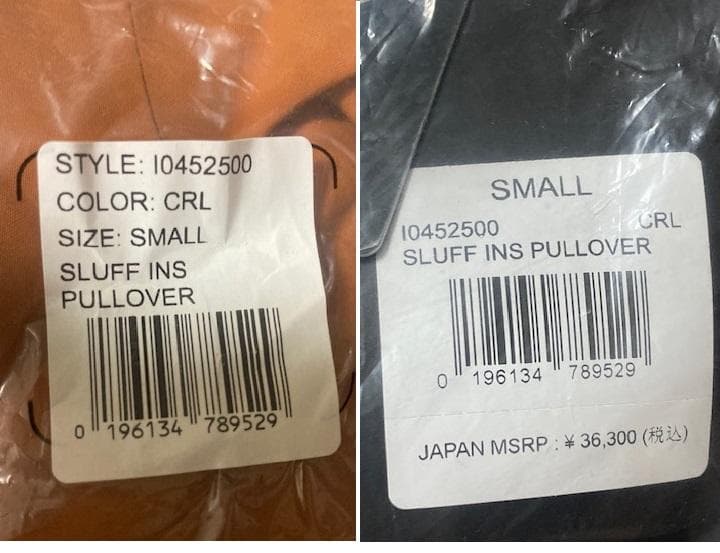 STYLE: I0452500
COLOR: CRL
SIZE: SMALL
SLUFF INS
PULLOVER
0 196134 789529
SMALL
I0452500 CRL
SLUFF INS PULLOVER
0 196134 789529
JAPAN MSRP : ¥ 36,300 (税込)